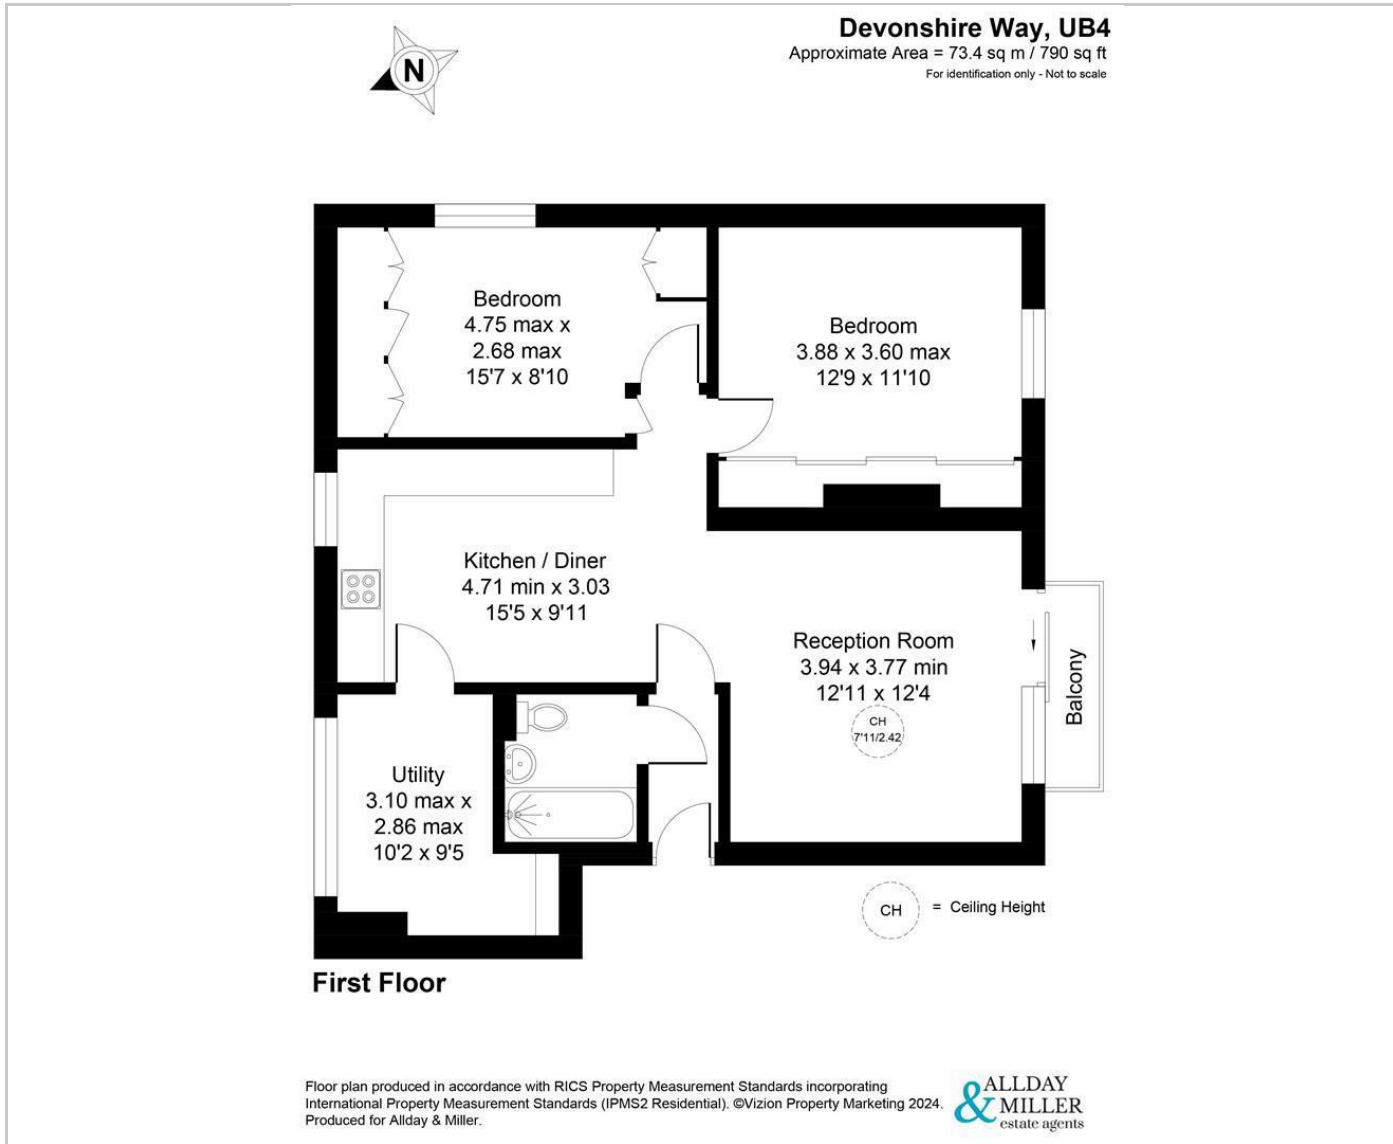 N
Devonshire Way, UB4
Approximate Area = 73.4 sq m / 790 sq ft
For identification only - Not to scale
Bedroom
4.75 max x
2.68 max
15'7 x 8'10
Bedroom
3.88 x 3.60 max
12'9 x 11'10
Kitchen / Diner
4.71 min x 3.03
15'5 x 9'11
Reception Room
3.94 x 3.77 min
12'11 x 12'4
CH
7'11/2.42
Balcony
Utility
3.10 max x
2.86 max
10'2 x 9'5
CH = Ceiling Height
First Floor
Floor plan produced in accordance with RICS Property Measurement Standards incorporating
International Property Measurement Standards (IPMS2 Residential). ©Vizion Property Marketing 2024.
Produced for Allday & Miller.
ALLDAY
& MILLER
estate agents